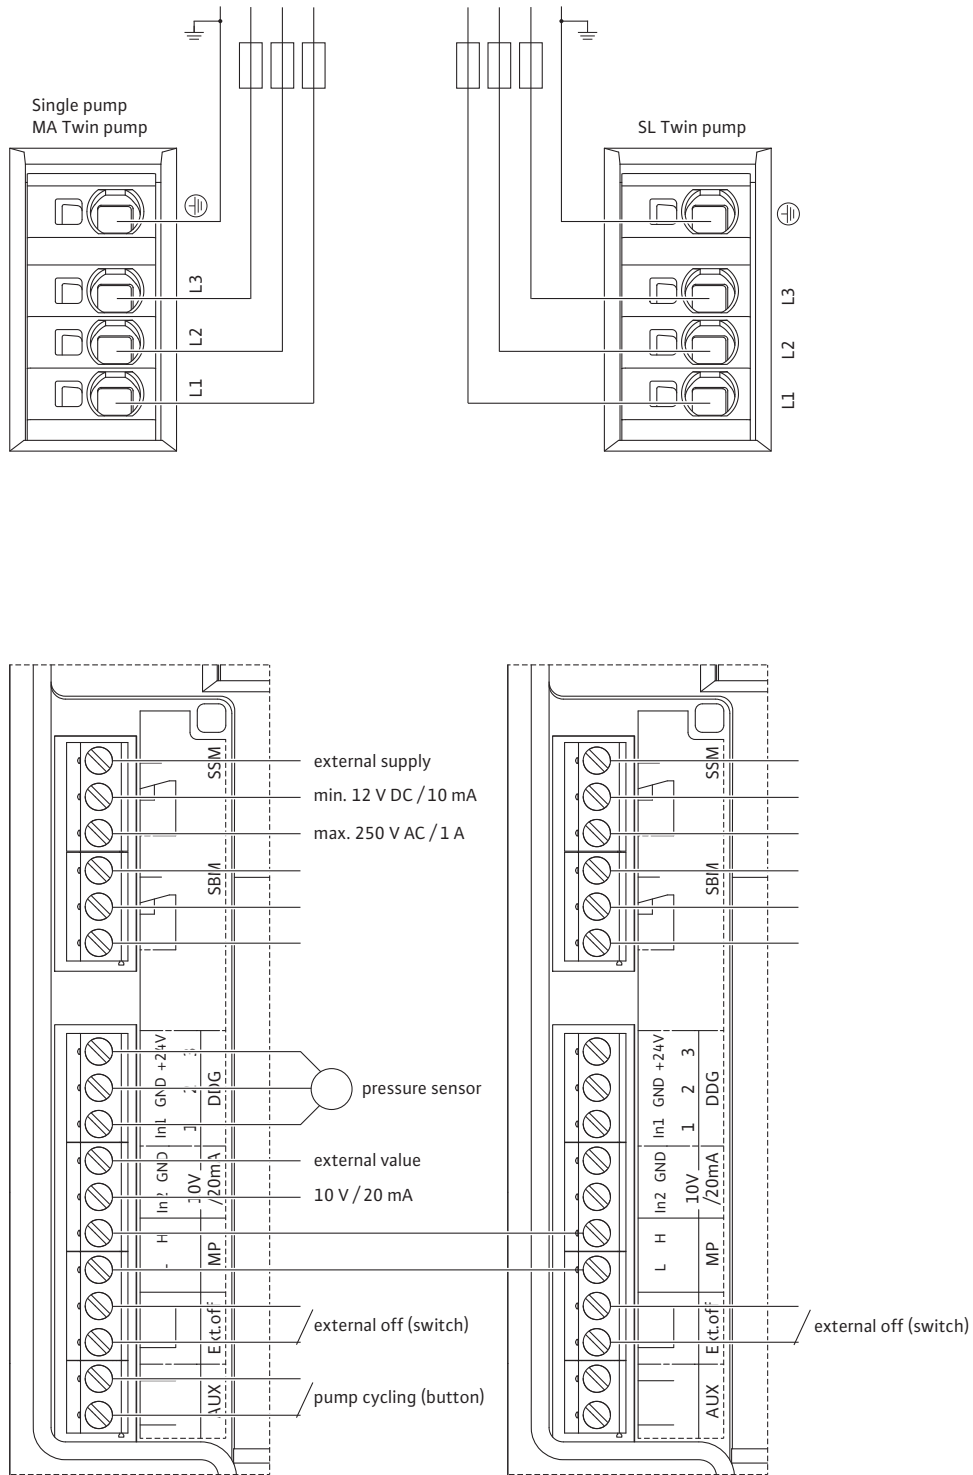 Single pump
MA Twin pump
SL Twin pump
L3
L2
L1
L3
L2
L1
SSM
external supply
min. 12 V DC / 10 mA
max. 250 V AC / 1 A
SBM
SSM
SBM
In1 GND +24V
1 2 3
DDG
pressure sensor
In2 GND
10V
/20mA
external value
10 V / 20 mA
H
MP
Ext.off
external off (switch)
AUX
pump cycling (button)
In1 GND +24V
1 2 3
DDG
In2 GND
10V
/20mA
L H
MP
Ext.off
external off (switch)
AUX